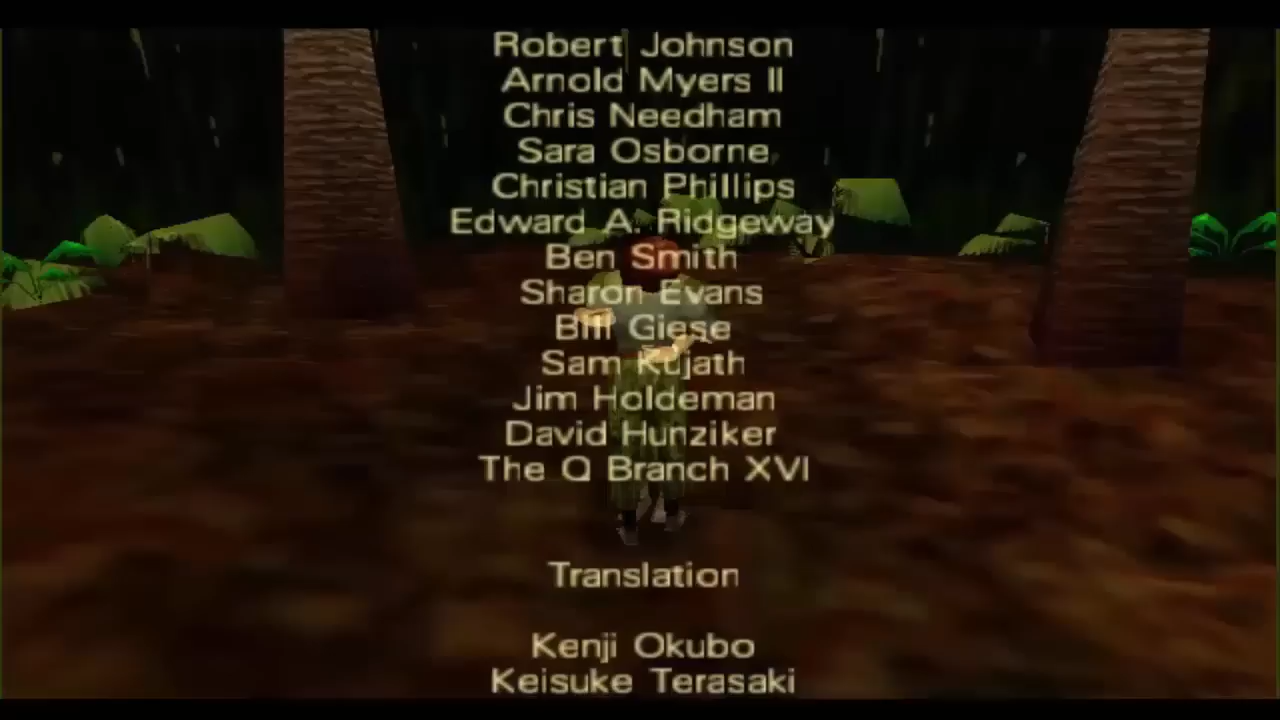 Robert Johnson
Arnold Myers II
Chris Needham
Sara Osborne
Christian Phillips
Edward A. Ridgeway
Ben Smith
Sharon Evans
Bill Giese
Sam Kujath
Jim Holdeman
David Hunziker
The Q Branch XVI
Translation
Kenji Okubo
Keisuke Terasaki